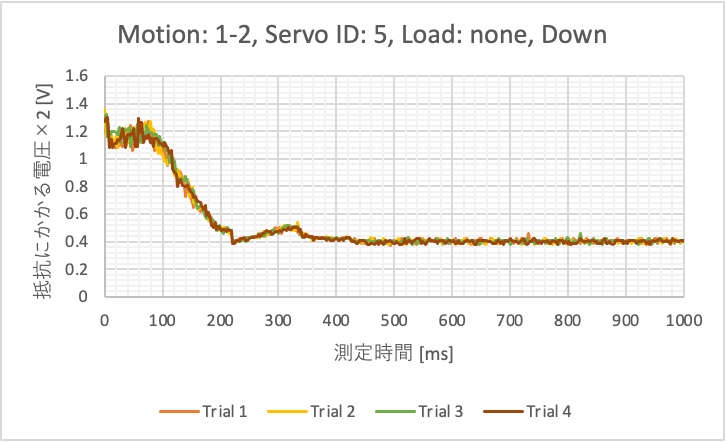 Motion: 1-2, Servo ID: 5, Load: none, Down
抵抗にかかる電圧×2 [V]
1.6
1.4
1.2
1
0.8
0.6
0.4
0.2
0
0 100 200 300 400 500 600 700 800 900 1000
測定時間 [ms]
Trial 1 Trial 2 Trial 3 Trial 4